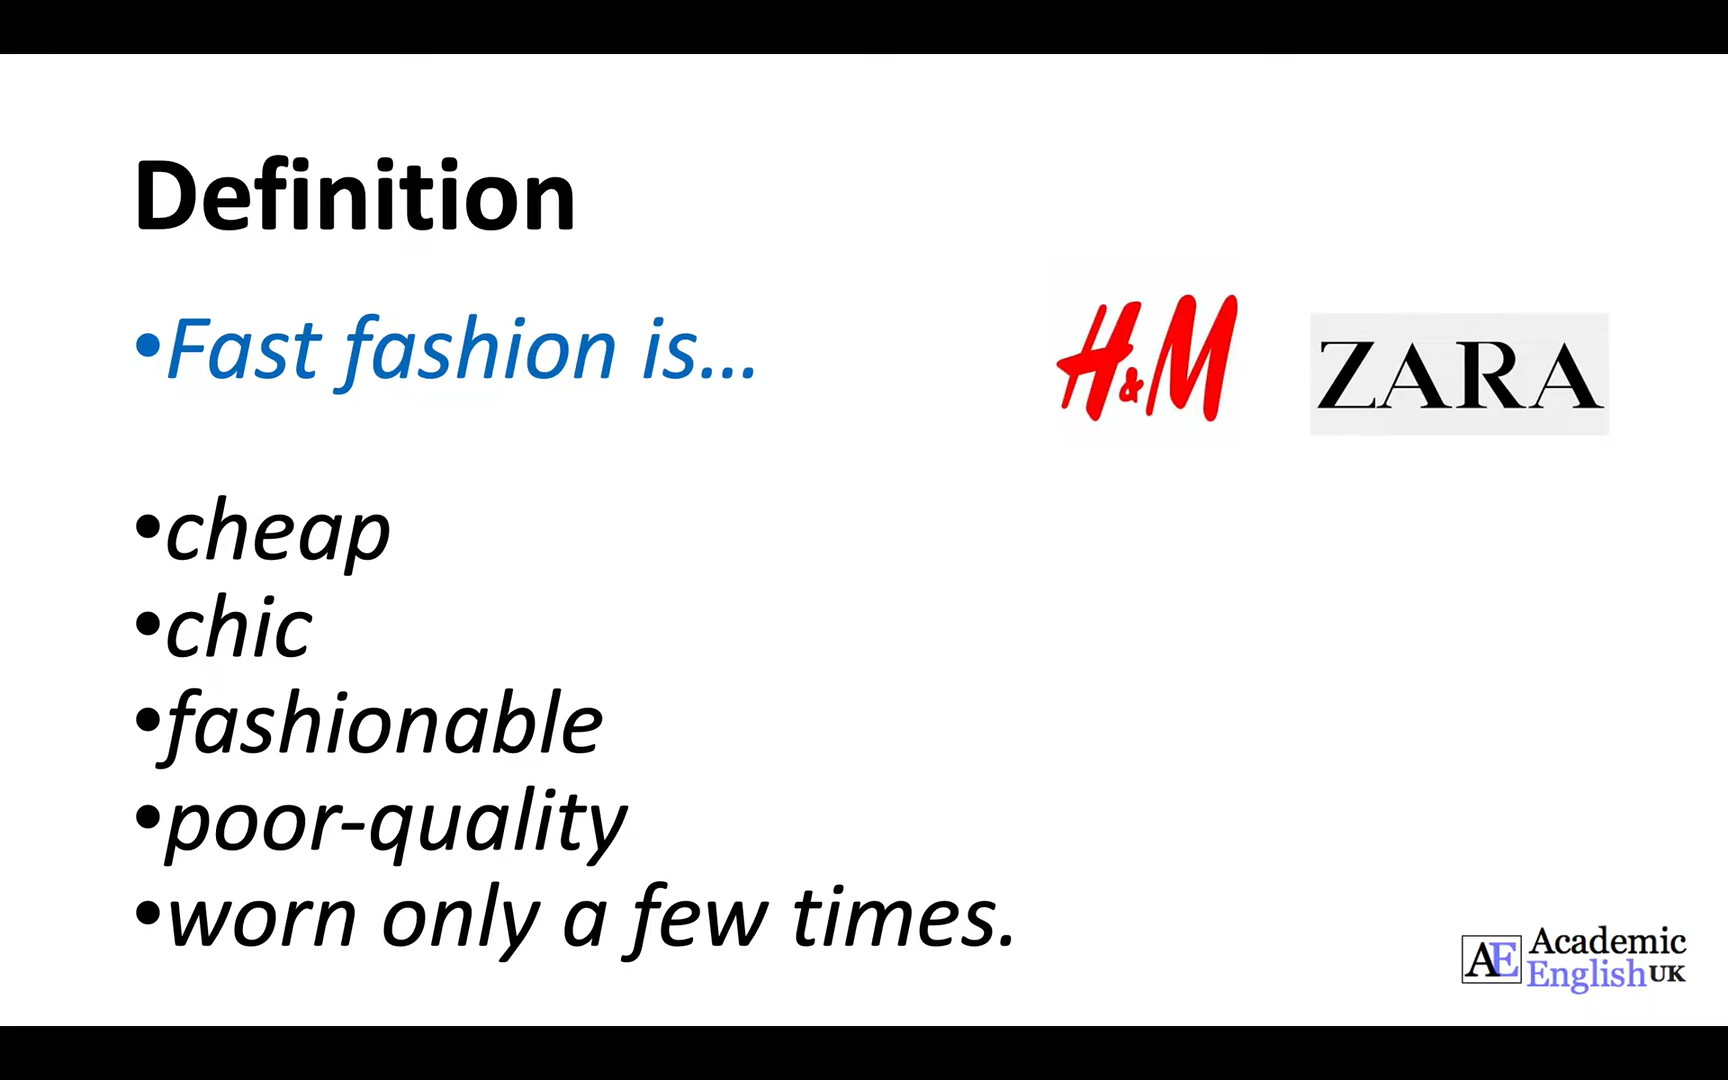 Definition
•Fast fashion is...
H&M
ZARA
•cheap
•chic
•fashionable
•poor-quality
•worn only a few times.
AE Academic
English UK